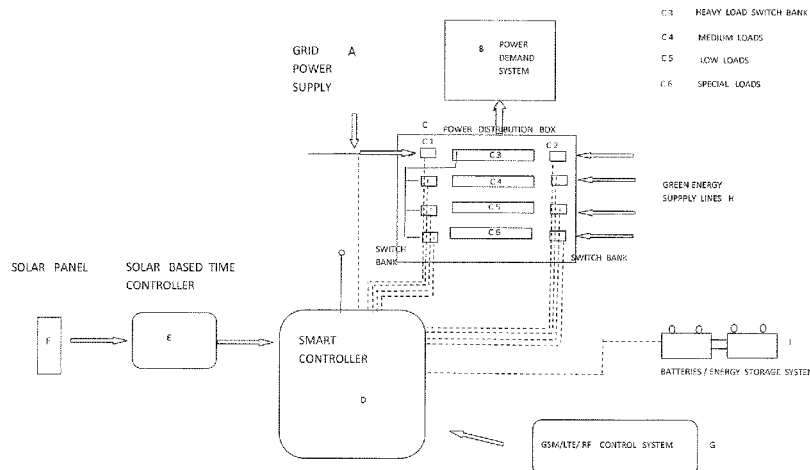 C3 HEAVY LOAD SWITCH BANK
C4 MEDIUM LOADS
C5 LOW LOADS
C6 SPECIAL LOADS
GRID A
POWER
SUPPLY
B POWER
DEMAND
SYSTEM
C
POWER DISTRIBUTION BOX
C1
C2
C3
C4
C5
C6
SWITCH
BANK
SWITCH BANK
GREEN ENERGY
SUPPPLY LINES H
SOLAR PANEL
SOLAR BASED TIME
CONTROLLER
F
E
SMART
CONTROLLER
D
I
BATTERIES / ENERGY STORAGE SYSTEM
GSM/LTE/RF CONTROL SYSTEM
G